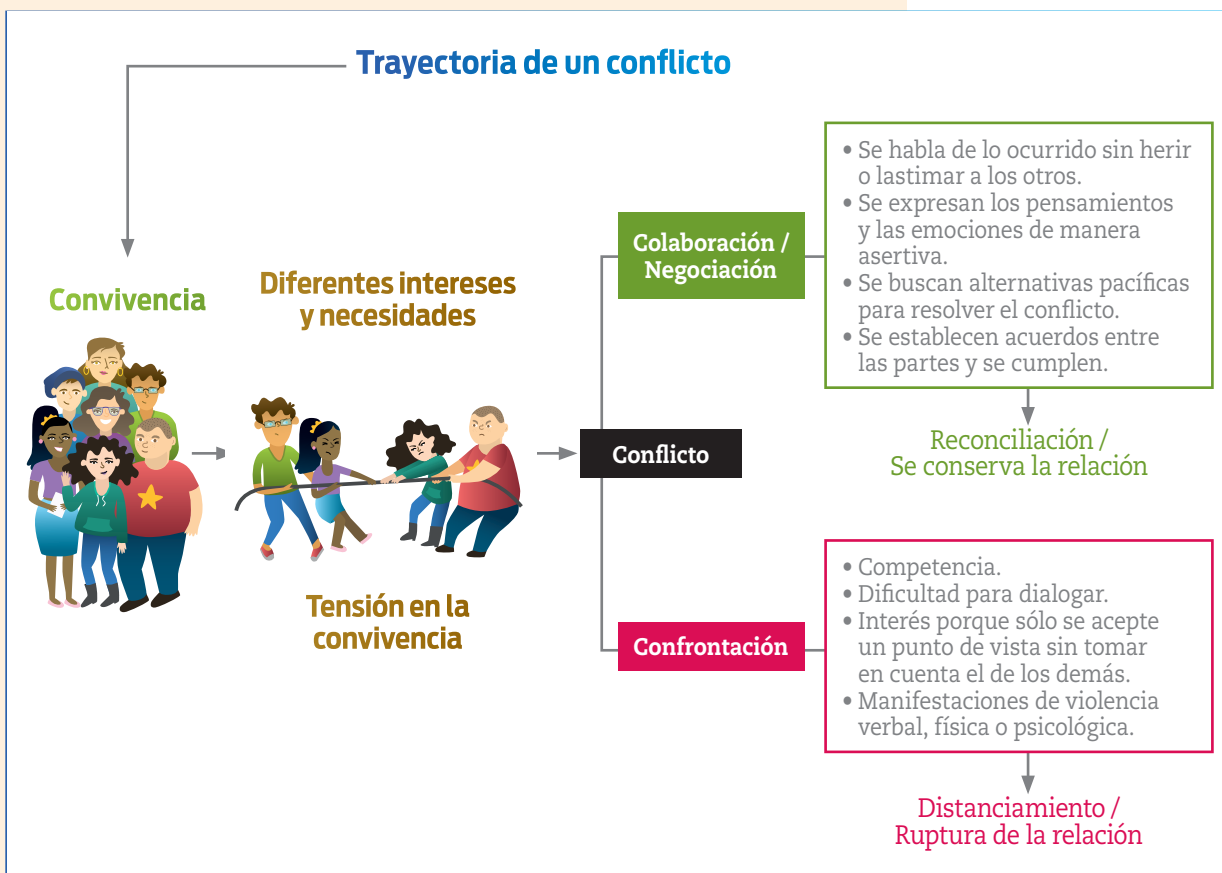 Trayectoria de un conflicto
Convivencia
Diferentes intereses
y necesidades
Tensión en la
convivencia
Conflicto
Colaboración /
Negociación
• Se habla de lo ocurrido sin herir
o lastimar a los otros.
• Se expresan los pensamientos
y las emociones de manera
asertiva.
• Se buscan alternativas pacíficas
para resolver el conflicto.
• Se establecen acuerdos entre
las partes y se cumplen.
Reconciliación /
Se conserva la relación
Confrontación
• Competencia.
• Dificultad para dialogar.
• Interés porque sólo se acepte
un punto de vista sin tomar
en cuenta el de los demás.
• Manifestaciones de violencia
verbal, física o psicológica.
Distanciamiento /
Ruptura de la relación